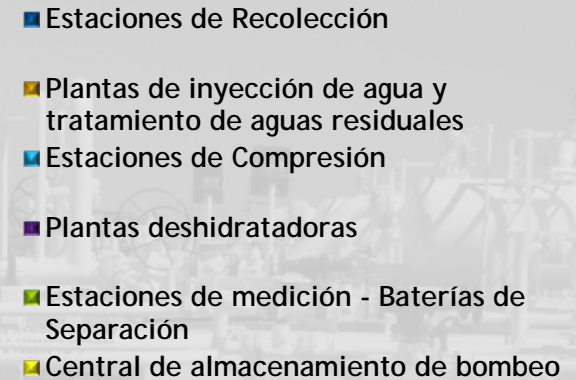 Estaciones de Recolección
Plantas de inyección de agua y
tratamiento de aguas residuales
Estaciones de Compresión
Plantas deshidratadoras
Estaciones de medición - Baterías de
Separación
Central de almacenamiento de bombeo